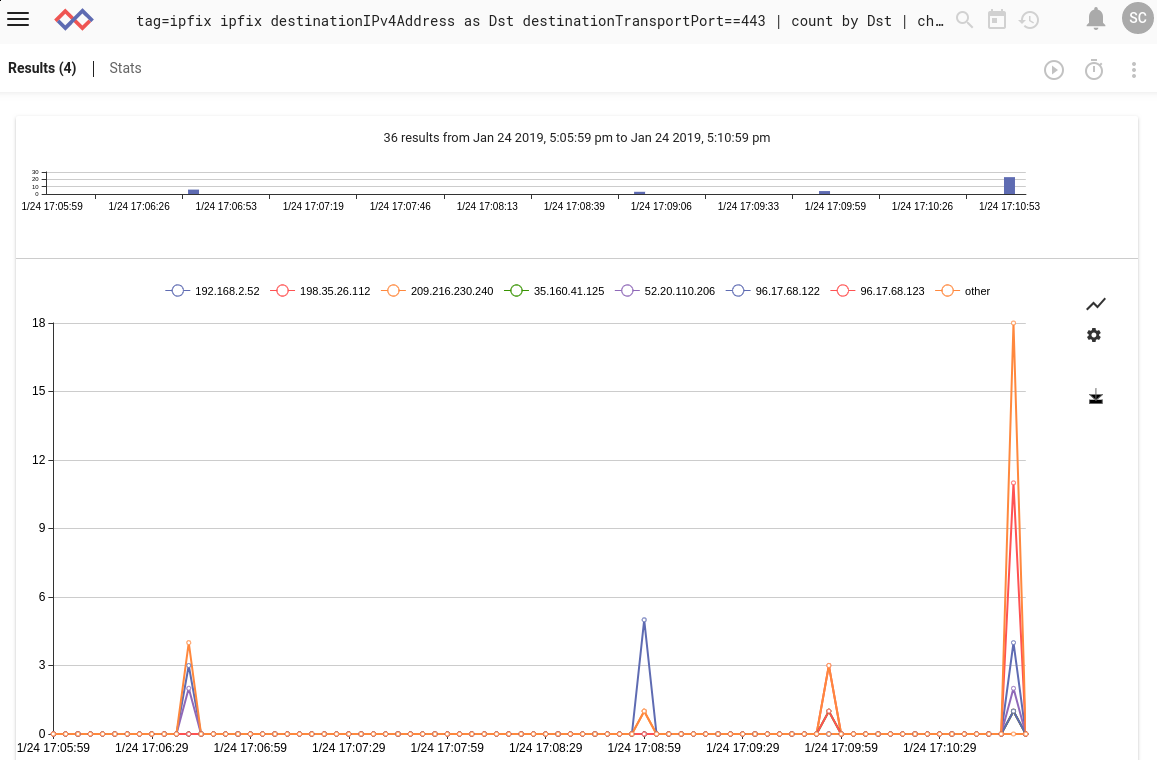 tag=ipfix ipfix destinationIPv4Address as Dst destinationTransportPort==443 | count by Dst | ch…
SC
Results (4) | Stats
36 results from Jan 24 2019, 5:05:59 pm to Jan 24 2019, 5:10:59 pm
30
20
10
0
1/24 17:05:59 1/24 17:06:26 1/24 17:06:53 1/24 17:07:19 1/24 17:07:46 1/24 17:08:13 1/24 17:08:39 1/24 17:09:06 1/24 17:09:33 1/24 17:09:59 1/24 17:10:26 1/24 17:10:53
192.168.2.52 198.35.26.112 209.216.230.240 35.160.41.125 52.20.110.206 96.17.68.122 96.17.68.123 other
18
15
12
9
6
3
0
1/24 17:05:59 1/24 17:06:29 1/24 17:06:59 1/24 17:07:29 1/24 17:07:59 1/24 17:08:29 1/24 17:08:59 1/24 17:09:29 1/24 17:09:59 1/24 17:10:29